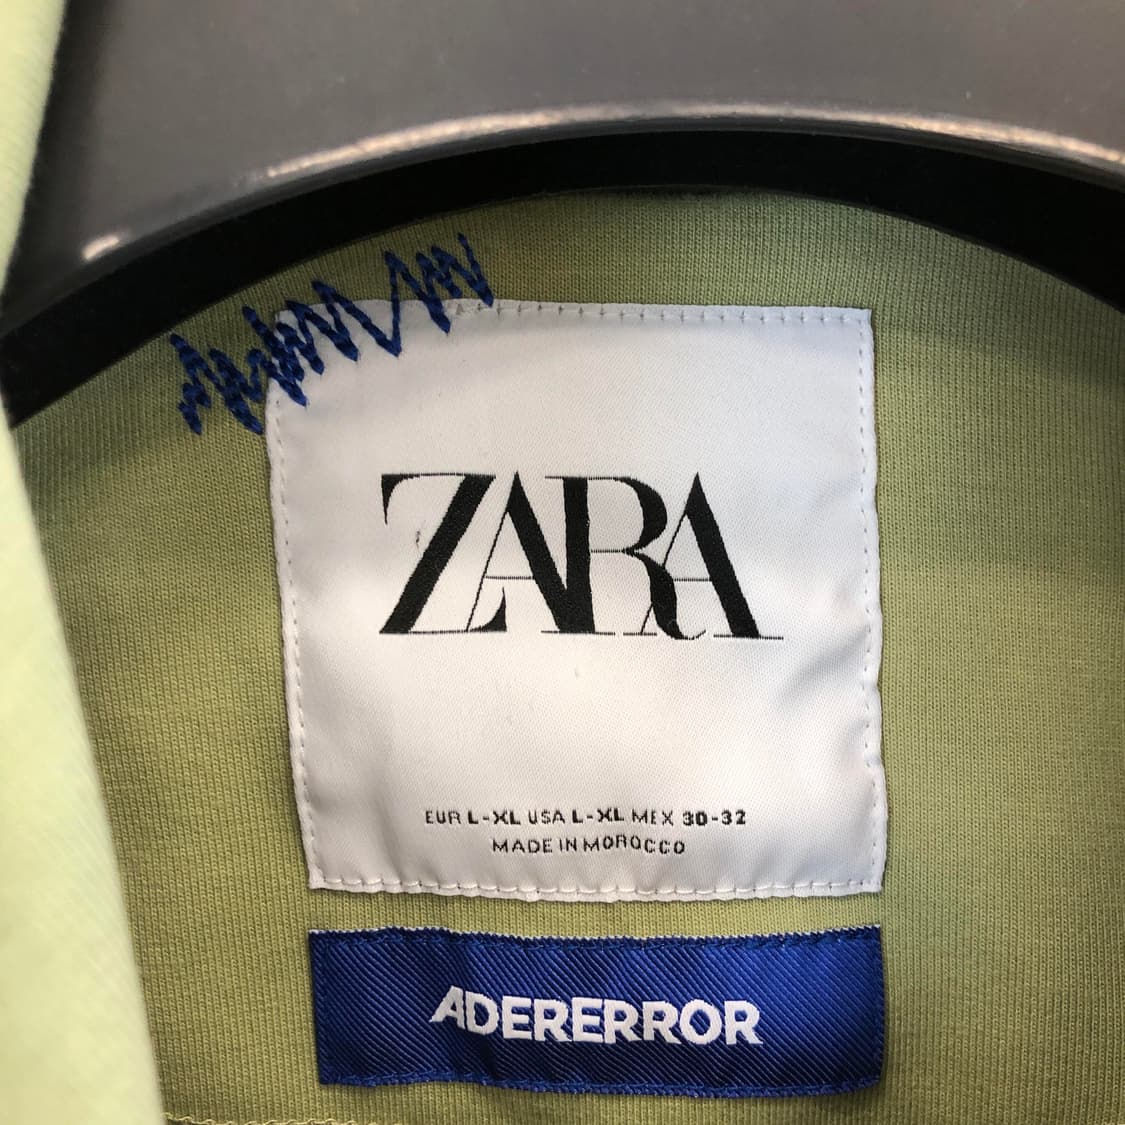 ZARA
EUR L-XL USA L-XL MEX 30-32
MADE IN MOROCCO
ADERERROR